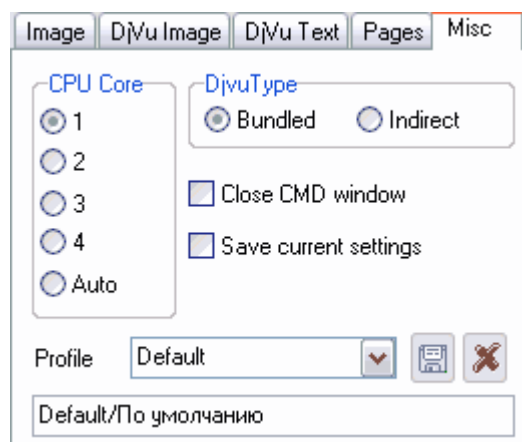 Image DjVu Image DjVu Text Pages Misc
CPU Core
1
2
3
4
Auto
DjvuType
Bundled Indirect
Close CMD window
Save current settings
Profile Default
Default/По умолчанию